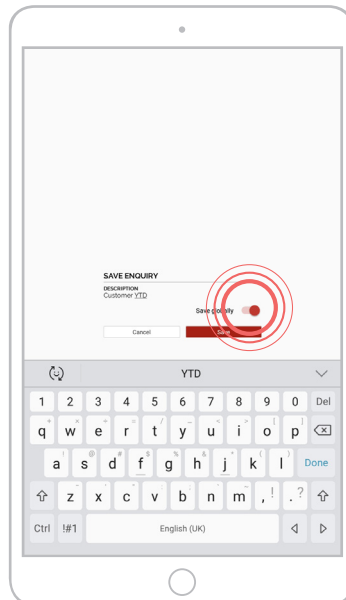 SAVE ENQUIRY
DESCRIPTION
Customer YTD
Save globally
Cancel Save
YTD
1 2 3 4 5 6 7 8 9 0 Del
q w e r t y u i o p
a s d f g h j k l Done
z x c v b n m , ! . ?
Ctrl !#1 English (UK)